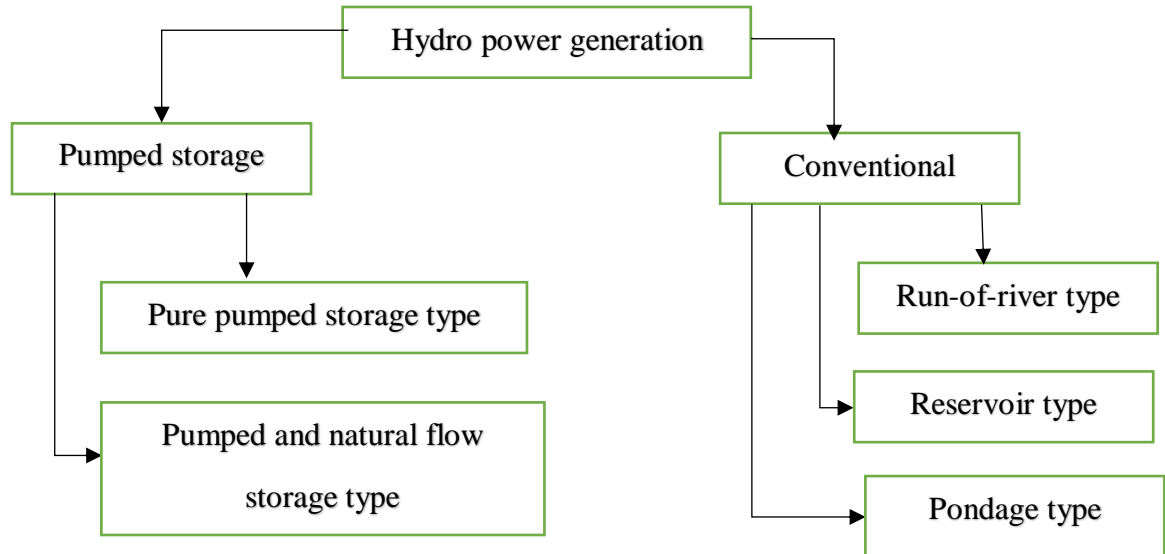 Hydro power generation
Pumped storage
Conventional
Pure pumped storage type
Run-of-river type
Pumped and natural flow
storage type
Reservoir type
Pondage type